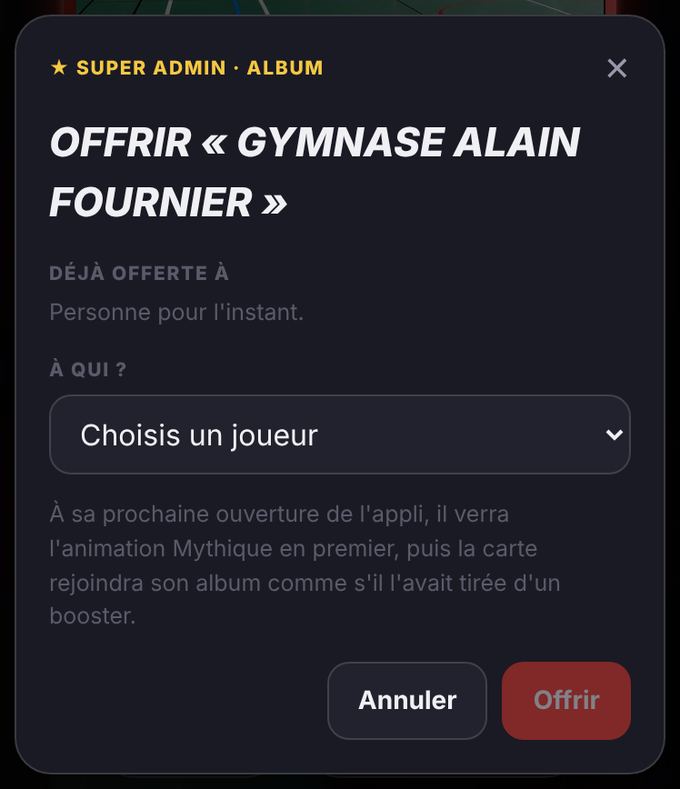 ★ SUPER ADMIN · ALBUM
OFFRIR « GYMNASE ALAIN
FOURNIER »
DÉJÀ OFFERTE À
Personne pour l'instant.
À QUI ?
Choisis un joueur
À sa prochaine ouverture de l'appli, il verra
l'animation Mythique en premier, puis la carte
rejoindra son album comme s'il l'avait tirée d'un
booster.
Annuler
Offrir